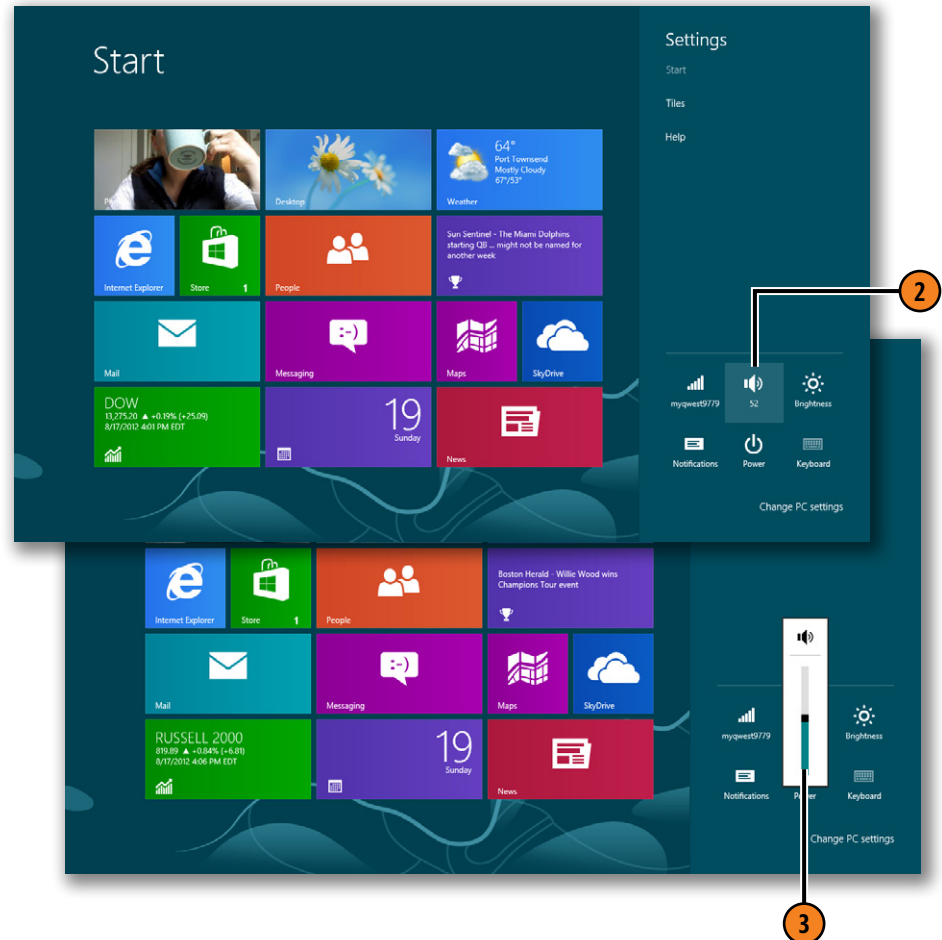 Start
Settings
Start
Tiles
Help
Desktop
64°
Port Townsend
Mostly Cloudy
67°/53°
Weather
Internet Explorer
Store 1
People
Sun Sentinel - The Miami Dolphins
starting QB ... might not be named for
another week
Mail
Messaging
Maps
SkyDrive
DOW
13,275.20 ▲ +0.19% (+25.09)
8/17/2012 4:01 PM EDT
19
Sunday
News
2
myqwest9779
52
Brightness
Notifications
Power
Keyboard
Change PC settings
Internet Explorer
Store 1
People
Boston Herald - Willie Wood wins
Champions Tour event
Mail
Messaging
Maps
SkyDrive
RUSSELL 2000
819.89 ▲ +0.84% (+6.81)
8/17/2012 4:06 PM EDT
19
Sunday
News
myqwest9779
Brightness
Notifications
Keyboard
Change PC settings
3